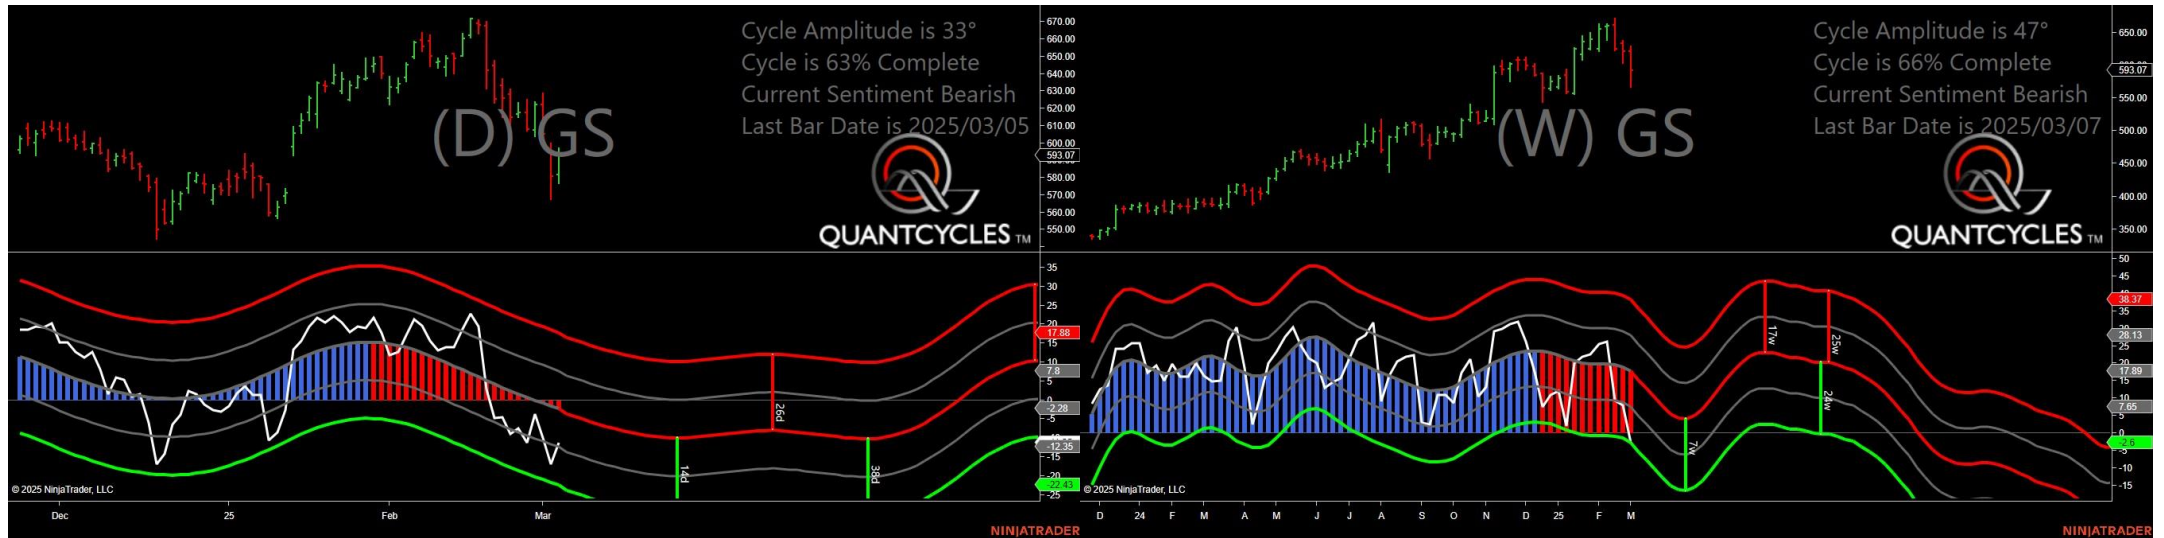 Cycle Amplitude is 33°
Cycle is 63% Complete
Current Sentiment Bearish
Last Bar Date is 2025/03/05
(D) GS
QUANTCYCLES TM
670.00
660.00
650.00
640.00
630.00
620.00
610.00
600.00
593.07
580.00
570.00
560.00
550.00
35
30
25
20
17.88
15
10
7.8
5
0
-2.28
-5
-12.35
-15
-20
-22.43
-25
14d
26d
38d
© 2025 NinjaTrader, LLC
Dec 25 Feb Mar
NINJATRADER
Cycle Amplitude is 47°
Cycle is 66% Complete
Current Sentiment Bearish
Last Bar Date is 2025/03/07
(W) GS
QUANTCYCLES TM
650.00
593.07
550.00
500.00
450.00
400.00
350.00
50
45
38.37
28.13
25
20
17.89
15
7.65
5
0
-2.6
-5
-10
-15
7w
17w
24w
25w
© 2025 NinjaTrader, LLC
D 24 F M A M J J A S O N D 25 F M
NINJATRADER